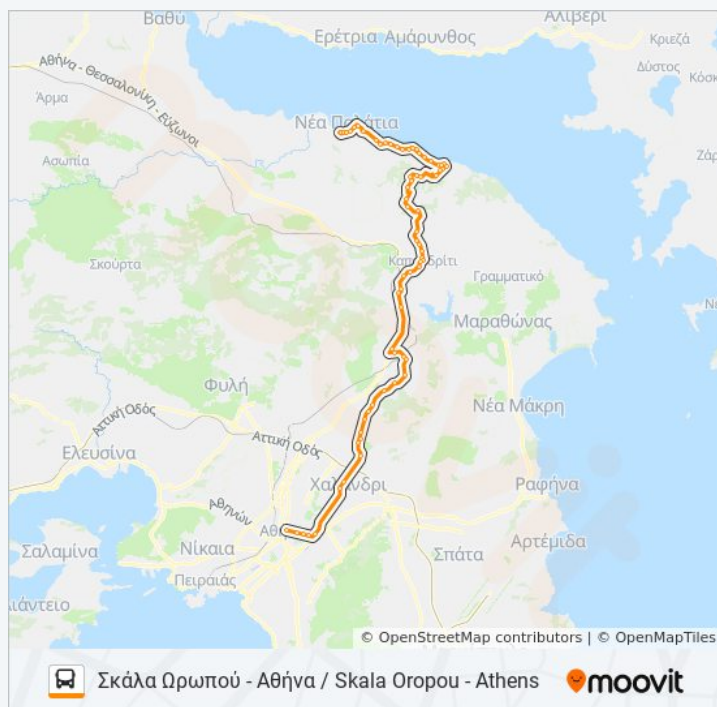 Βαθύ
Ερέτρια
Αμάρυνθος
Αλιβέρι
Κριεζά
Δύστος
Αθήνα - Θεσσαλονίκη - Εύζωνοι
Άρμα
Ασωπία
Σκούρτα
Γραμματικό
Μαραθώνας
Φυλή
Νέα Μάκρη
Αττική Οδός
Αττική Οδός
Ελευσίνα
Ραφήνα
Αθηνών
Νίκαια
Σαλαμίνα
Πειραιάς
Σπάτα
Αρτέμιδα
© OpenStreetMap contributors | © OpenMapTiles
Σκάλα Ωρωπού - Αθήνα / Skala Oropou - Athens
moovit